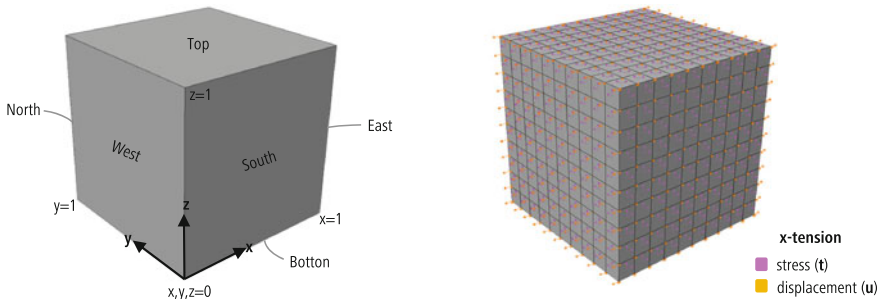 Top
z=1
North
East
West
South
y=1
z
x=1
y
x
Botton
x,y,z=0
x-tension
stress (t)
displacement (u)